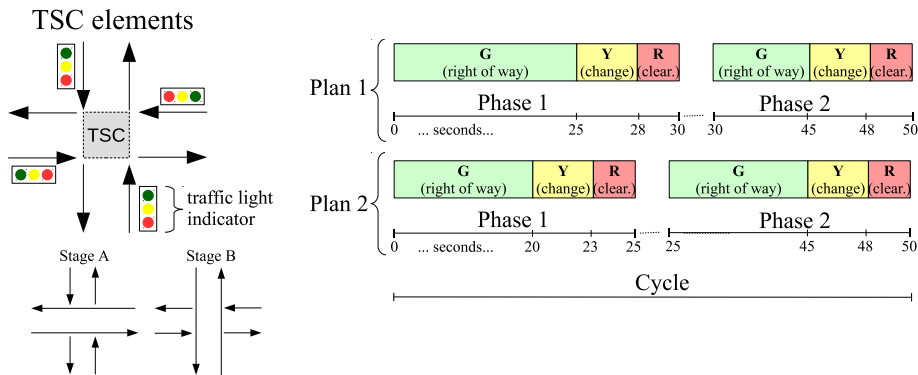 TSC elements
TSC
traffic light
indicator
Stage A
Stage B
Plan 1
G
(right of way)
Y
(change)
R
(clear.)
Phase 1
0
... seconds...
25
28
30
G
(right of way)
Y
(change)
R
(clear.)
Phase 2
30
45
48
50
Plan 2
G
(right of way)
Y
(change)
R
(clear.)
Phase 1
0
... seconds...
20
23
25
G
(right of way)
Y
(change)
R
(clear.)
Phase 2
25
45
48
50
Cycle